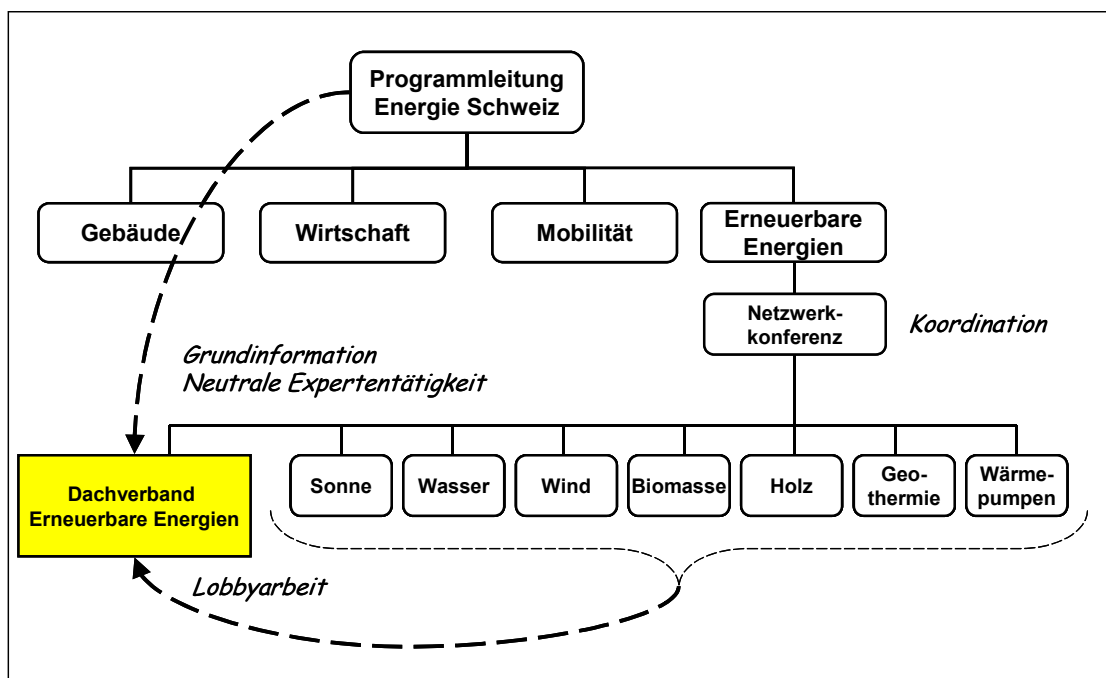 Programmleitung
Energie Schweiz
Gebäude
Wirtschaft
Mobilität
Erneuerbare
Energien
Netzwerk-
konferenz
Koordination
Grundinformation
Neutrale Expertentätigkeit
Dachverband
Erneuerbare Energien
Sonne
Wasser
Wind
Biomasse
Holz
Geo-
thermie
Wärme-
pumpen
Lobbyarbeit